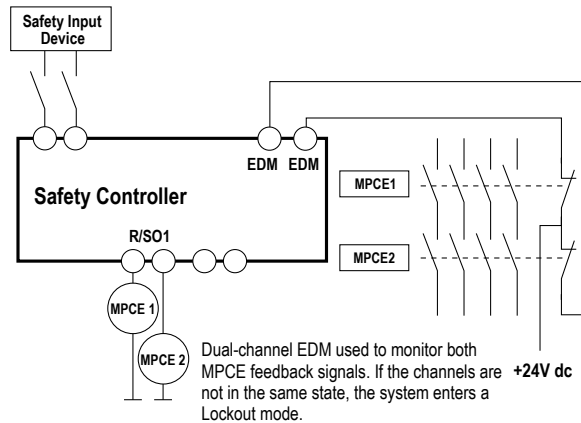 Safety Input
Device
EDM EDM
Safety Controller
R/SO1
MPCE1
MPCE2
MPCE 1
MPCE 2
Dual-channel EDM used to monitor both
MPCE feedback signals. If the channels are
not in the same state, the system enters a
Lockout mode.
+24V dc